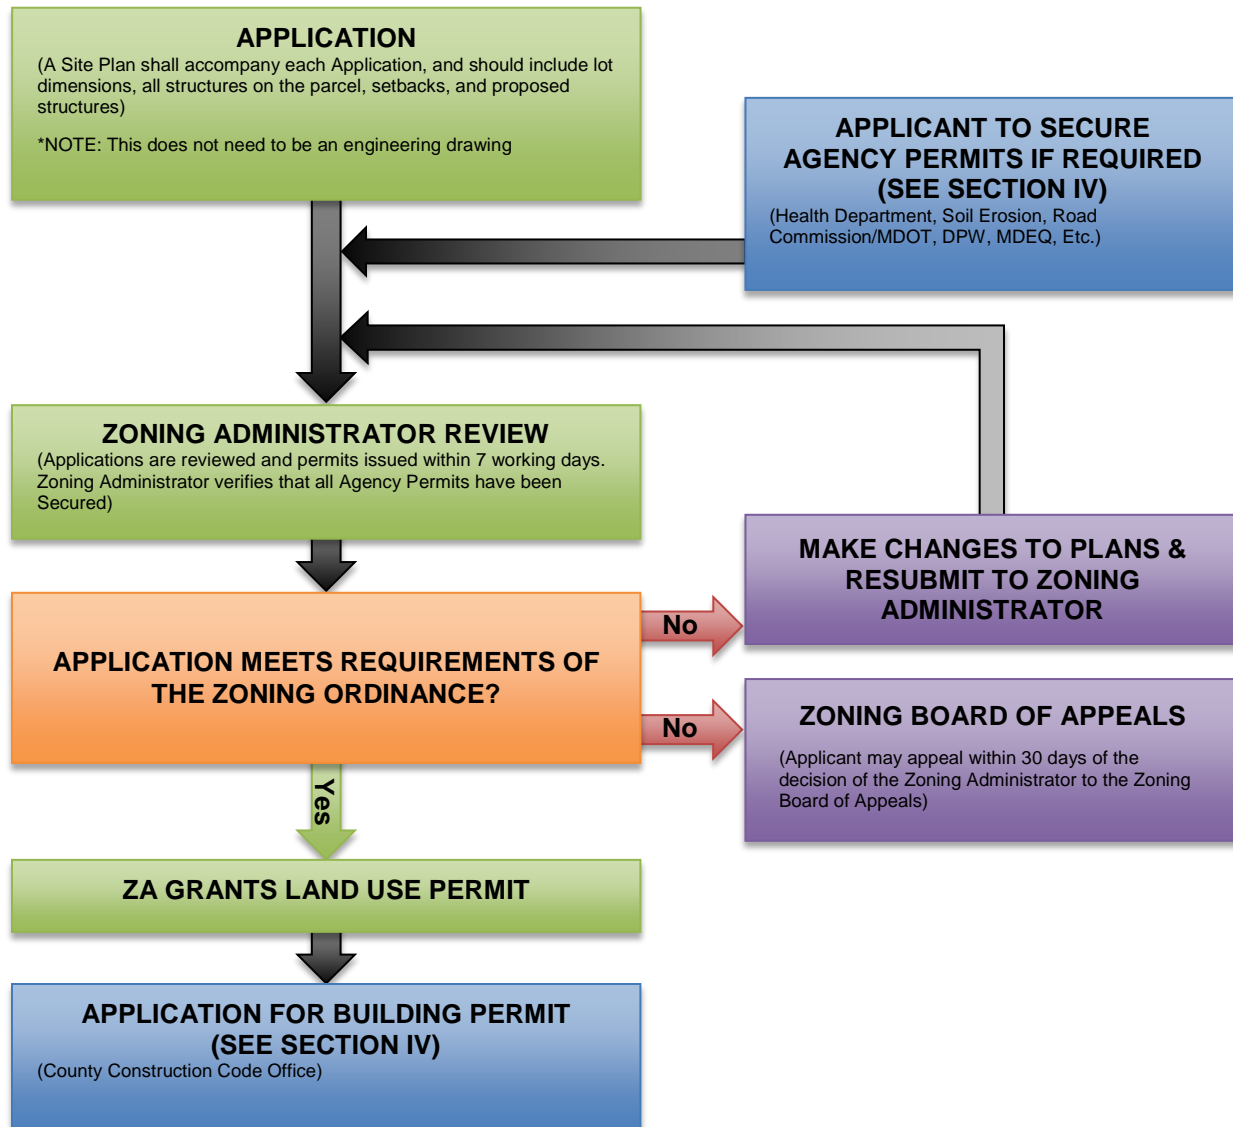 APPLICATION
(A Site Plan shall accompany each Application, and should include lot
dimensions, all structures on the parcel, setbacks, and proposed
structures)
*NOTE: This does not need to be an engineering drawing
APPLICANT TO SECURE
AGENCY PERMITS IF REQUIRED
(SEE SECTION IV)
(Health Department, Soil Erosion, Road
Commission/MDOT, DPW, MDEQ, Etc.)
ZONING ADMINISTRATOR REVIEW
(Applications are reviewed and permits issued within 7 working days.
Zoning Administrator verifies that all Agency Permits have been
Secured)
MAKE CHANGES TO PLANS &
RESUBMIT TO ZONING
ADMINISTRATOR
No
APPLICATION MEETS REQUIREMENTS OF
THE ZONING ORDINANCE?
No
ZONING BOARD OF APPEALS
(Applicant may appeal within 30 days of the
decision of the Zoning Administrator to the Zoning
Board of Appeals)
Yes
ZA GRANTS LAND USE PERMIT
APPLICATION FOR BUILDING PERMIT
(SEE SECTION IV)
(County Construction Code Office)